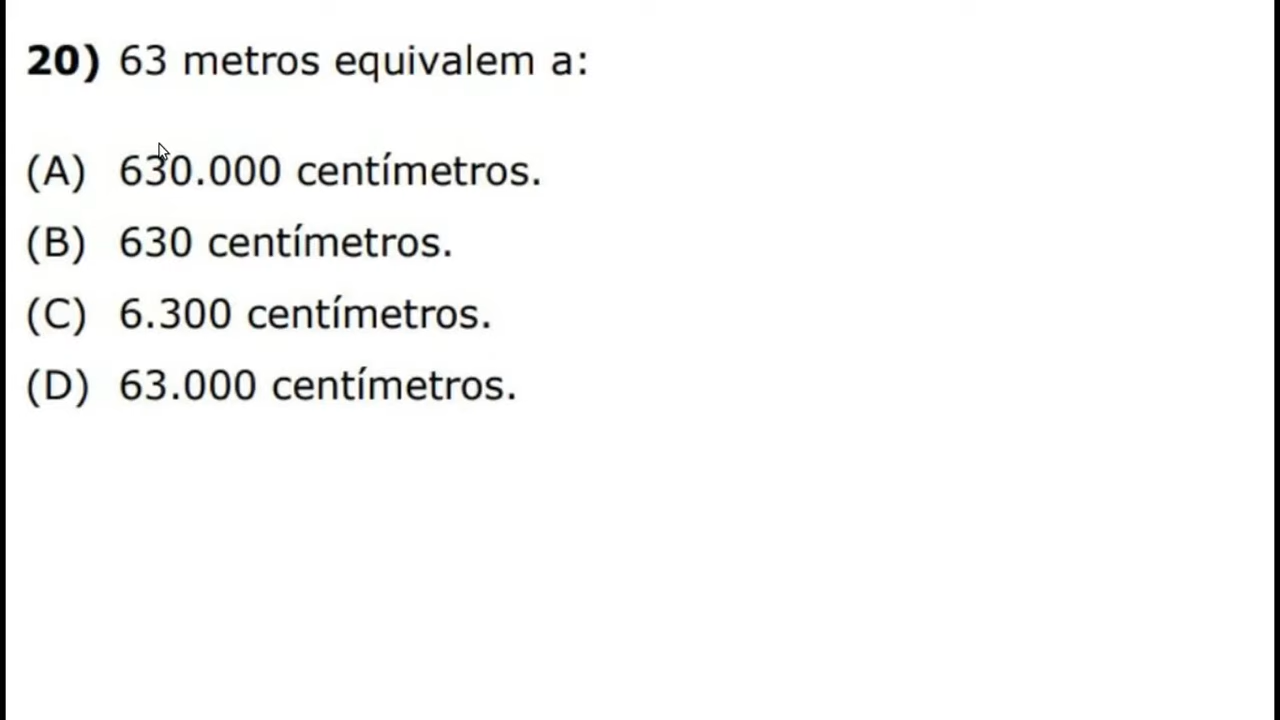 20) 63 metros equivalem a:
(A) 630.000 centímetros.
(B) 630 centímetros.
(C) 6.300 centímetros.
(D) 63.000 centímetros.